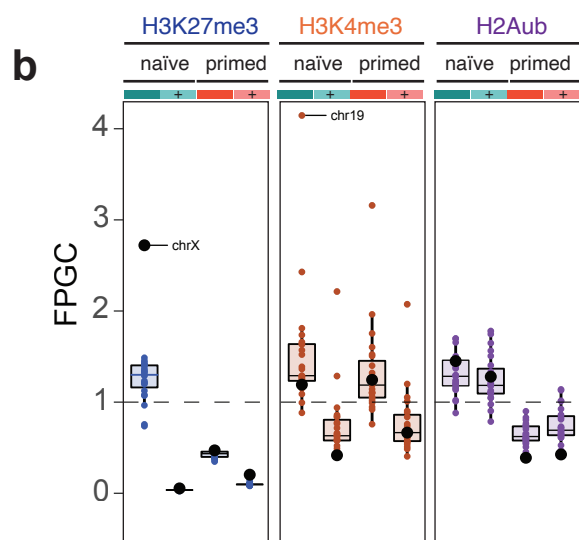 H3K27me3 H3K4me3 H2Aub
b
naïve primed naïve primed naïve primed
+ + + + + +
4
chr19
3
chrX
FPGC
2
1
0